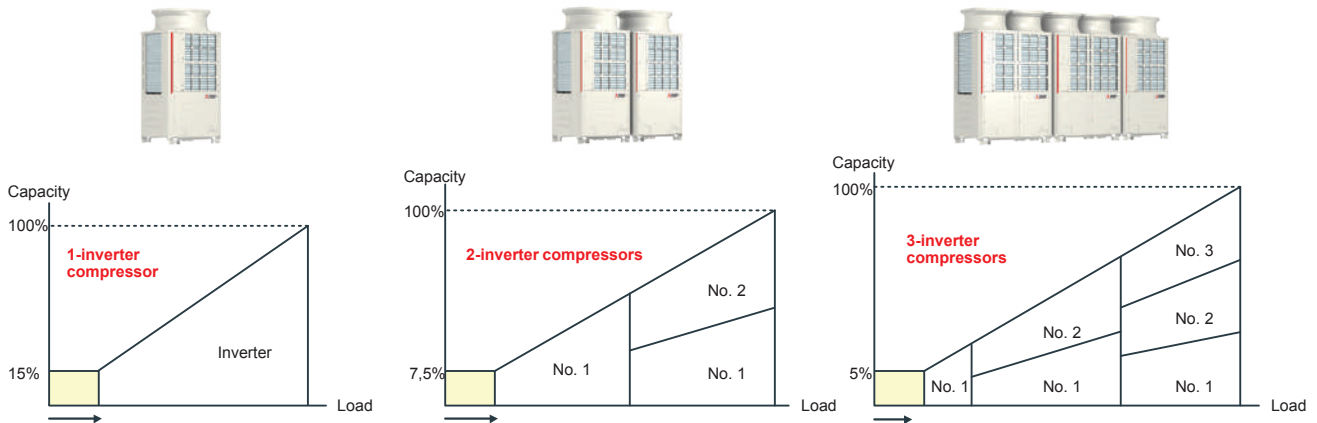 Capacity
100%
1-inverter
compressor
Inverter
15%
Load
Capacity
100%
2-inverter compressors
No. 2
No. 1
No. 1
7,5%
Load
Capacity
100%
3-inverter
compressors
No. 3
No. 2
No. 2
No. 1
No. 1
No. 1
5%
Load